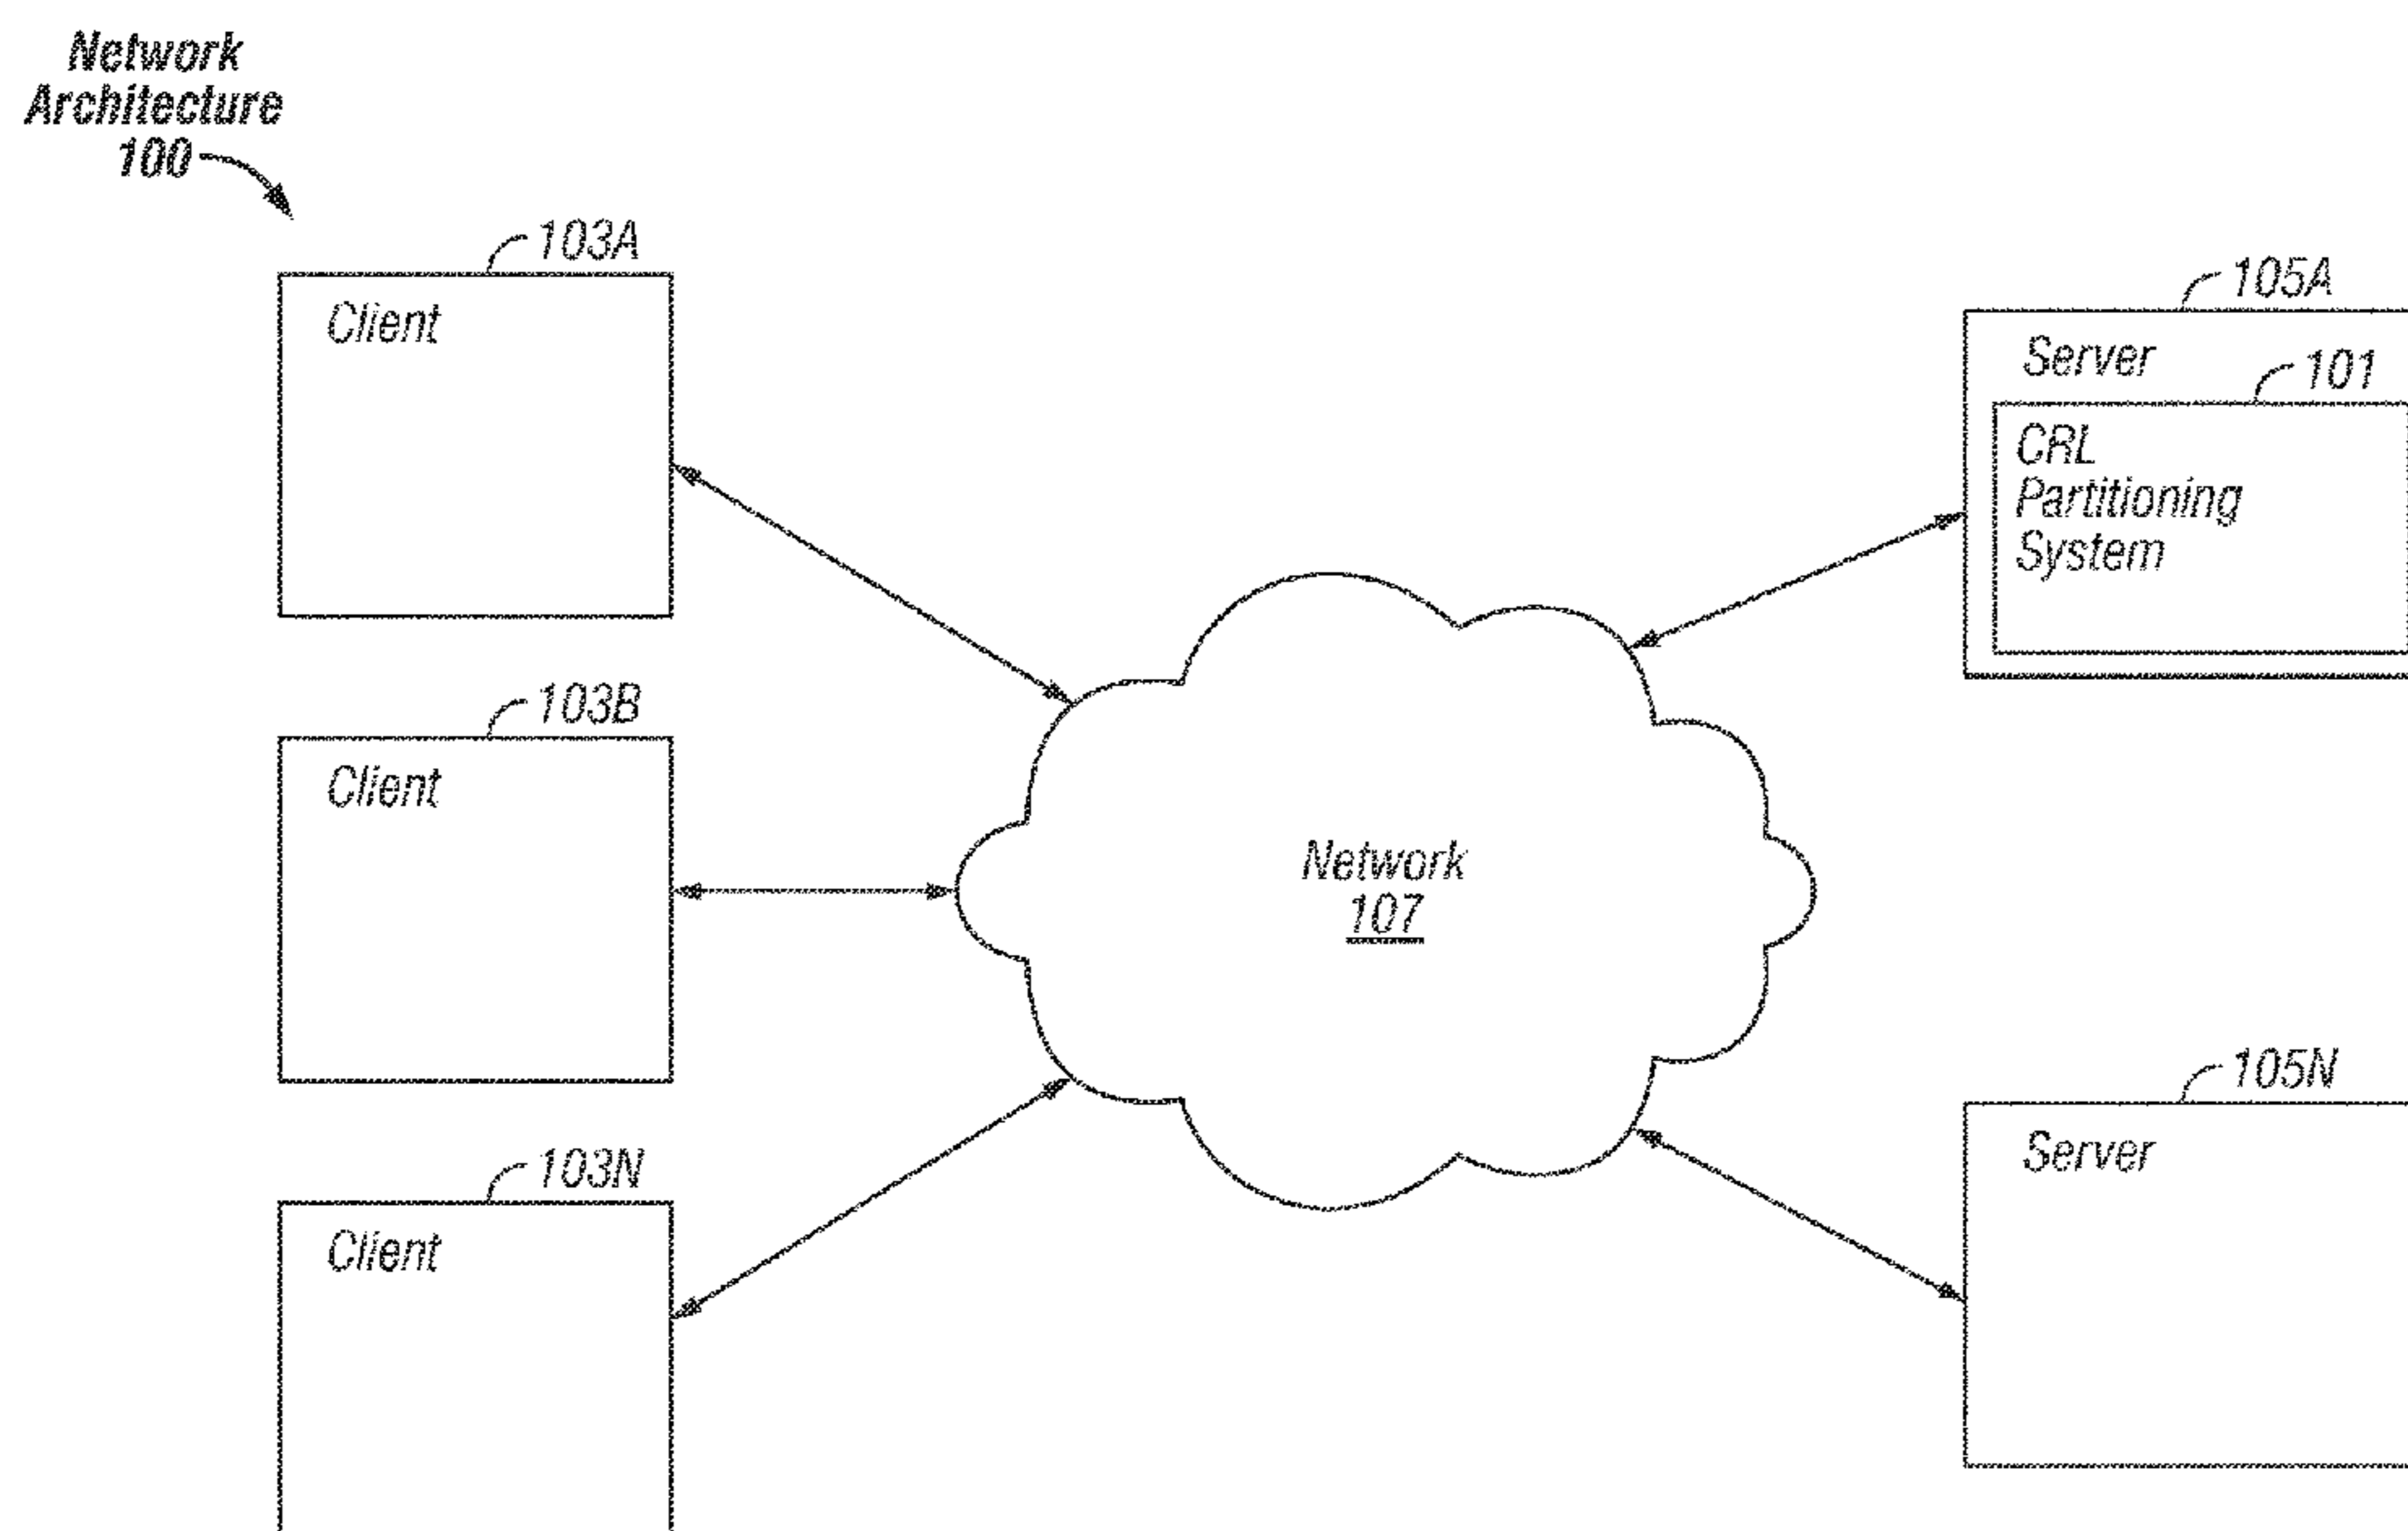 Network
Architecture
100
103A
Client
105A
Server
101
CRL
Partitioning
System
103B
Client
Network
107
103N
Client
105N
Server